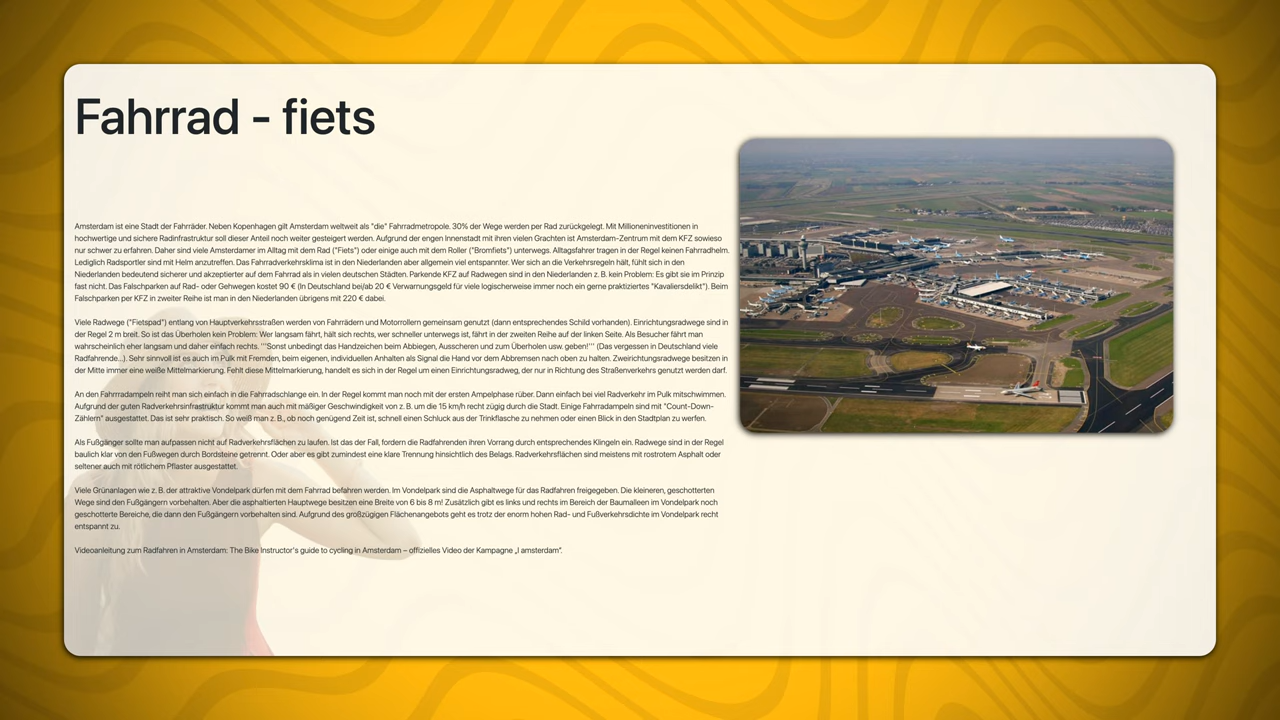 Fahrrad - fiets
Amsterdam ist eine Stadt der Fahrräder. Neben Kopenhagen gilt Amsterdam weltweit als "die" Fahrradmetropole. 30% der Wege werden per Rad zurückgelegt. Mit Millioneninvestitionen in
hochwertige und sichere Radinfrastruktur soll dieser Anteil noch weiter gesteigert werden. Aufgrund der engen Innenstadt mit ihren vielen Grachten ist Amsterdam-Zentrum mit dem KFZ sowieso
nur schwer zu erfahren. Daher sind viele Amsterdamer im Alltag mit dem Rad ("Fiets") oder einige auch mit dem Roller ("Bromfiets") unterwegs. Alltagsfahrer tragen in der Regel keinen Fahrradhelm.
Lediglich Radsportler sind mit Helm anzutreffen. Das Fahrradverkehrsklima ist in den Niederlanden aber allgemein viel entspannter. Wer sich an die Verkehrsregeln hält, fühlt sich in den
Niederlanden bedeutend sicherer und akzeptierter auf dem Fahrrad als in vielen deutschen Städten. Parkende KFZ auf Radwegen sind in den Niederlanden z. B. kein Problem: Es gibt sie im Prinzip
fast nicht. Das Falschparken auf Rad- oder Gehwegen kostet 90 € (In Deutschland bei/ab 20 € Verwarnungsgeld für viele logischerweise immer noch ein gerne praktiziertes "Kavaliersdelikt"). Beim
Falschparken per KFZ in zweiter Reihe ist man in den Niederlanden übrigens mit 220 € dabei.
Viele Radwege ("Fietspad") entlang von Hauptverkehrsstraßen werden von Fahrrädern und Motorrollern gemeinsam genutzt (dann entsprechendes Schild vorhanden). Einrichtungsradwege sind in
der Regel 2 m breit. So ist das Überholen kein Problem: Wer langsam fährt, hält sich rechts, wer schneller unterwegs ist, fährt in der zweiten Reihe auf der linken Seite. Als Besucher fährt man
wahrscheinlich eher langsam und daher einfach rechts. '''Sonst unbedingt das Handzeichen beim Abbiegen, Ausscheren und zum Überholen usw. geben!''' (Das vergessen in Deutschland viele
Radfahrende...). Sehr sinnvoll ist es auch im Pulk mit Fremden, beim eigenen, individuellen Anhalten als Signal die Hand vor dem Abbremsen nach oben zu halten. Zweirichtungsradwege besitzen in
der Mitte immer eine weiße Mittelmarkierung. Fehlt diese Mittelmarkierung, handelt es sich in der Regel um einen Einrichtungsradweg, der nur in Richtung des Straßenverkehrs genutzt werden darf.
An den Fahrradampeln reiht man sich einfach in die Fahrradschlange ein. In der Regel kommt man noch mit der ersten Ampelphase rüber. Dann einfach bei viel Radverkehr im Pulk mitschwimmen.
Aufgrund der guten Radverkehrsinfrastruktur kommt man auch mit mäßiger Geschwindigkeit von z. B. um die 15 km/h recht zügig durch die Stadt. Einige Fahrradampeln sind mit "Count-Down-
Zählern" ausgestattet. Das ist sehr praktisch. So weiß man z. B., ob noch genügend Zeit ist, schnell einen Schluck aus der Trinkflasche zu nehmen oder einen Blick in den Stadtplan zu werfen.
Als Fußgänger sollte man aufpassen nicht auf Radverkehrsflächen zu laufen. Ist das der Fall, fordern die Radfahrenden ihren Vorrang durch entsprechendes Klingeln ein. Radwege sind in der Regel
baulich klar von den Fußwegen durch Bordsteine getrennt. Oder aber es gibt zumindest eine klare Trennung hinsichtlich des Belags. Radverkehrsflächen sind meistens mit rostrotem Asphalt oder
seltener auch mit rötlichem Pflaster ausgestattet.
Viele Grünanlagen wie z. B. der attraktive Vondelpark dürfen mit dem Fahrrad befahren werden. Im Vondelpark sind die Asphaltwege für das Radfahren freigegeben. Die kleineren, geschotterten
Wege sind den Fußgängern vorbehalten. Aber die asphaltierten Hauptwege besitzen eine Breite von 6 bis 8 m! Zusätzlich gibt es links und rechts im Bereich der Baumalleen im Vondelpark noch
geschotterte Bereiche, die dann den Fußgängern vorbehalten sind. Aufgrund des großzügigen Flächenangebots geht es trotz der enorm hohen Rad- und Fußverkehrsdichte im Vondelpark recht
entspannt zu.
Videoanleitung zum Radfahren in Amsterdam: The Bike Instructor's guide to cycling in Amsterdam – offizielles Video der Kampagne „I amsterdam".